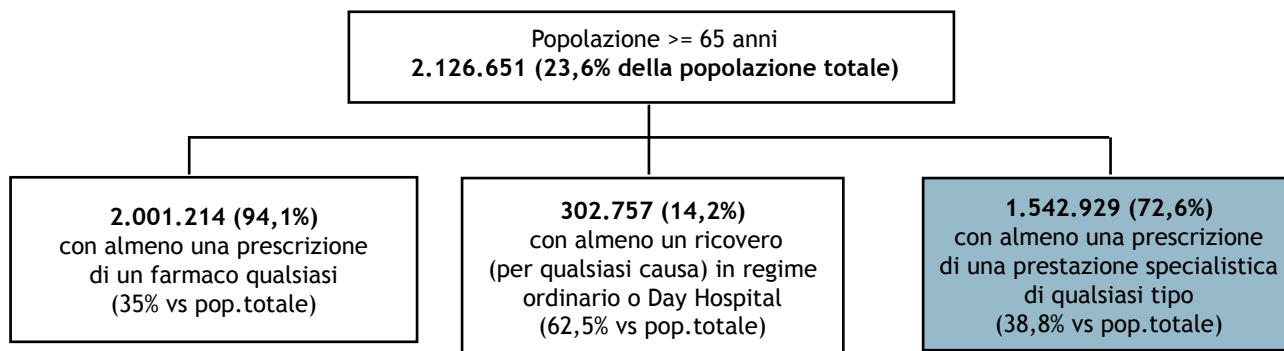 Popolazione >= 65 anni
2.126.651 (23,6% della popolazione totale)
2.001.214 (94,1%)
con almeno una prescrizione
di un farmaco qualsiasi
(35% vs pop.totale)
302.757 (14,2%)
con almeno un ricovero
(per qualsiasi causa) in regime
ordinario o Day Hospital
(62,5% vs pop.totale)
1.542.929 (72,6%)
con almeno una prescrizione
di una prestazione specialistica
di qualsiasi tipo
(38,8% vs pop.totale)